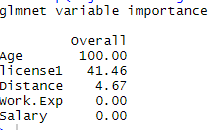 glmnet variable importance
Overall
Age 100.00
license1 41.46
Distance 4.67
Work.Exp 0.00
Salary 0.00